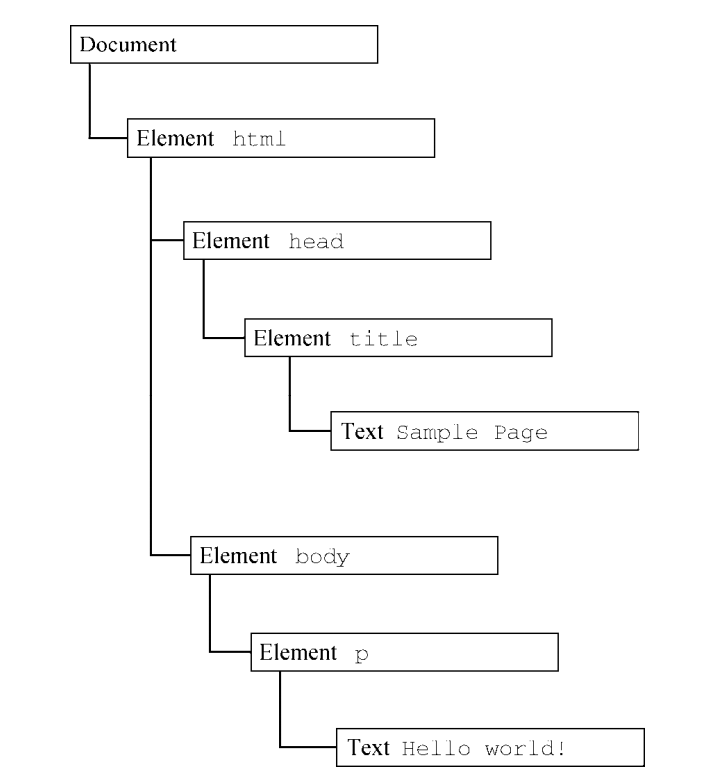 Document
Element html
Element head
Element title
Text Sample Page
Element body
Element p
Text Hello world!